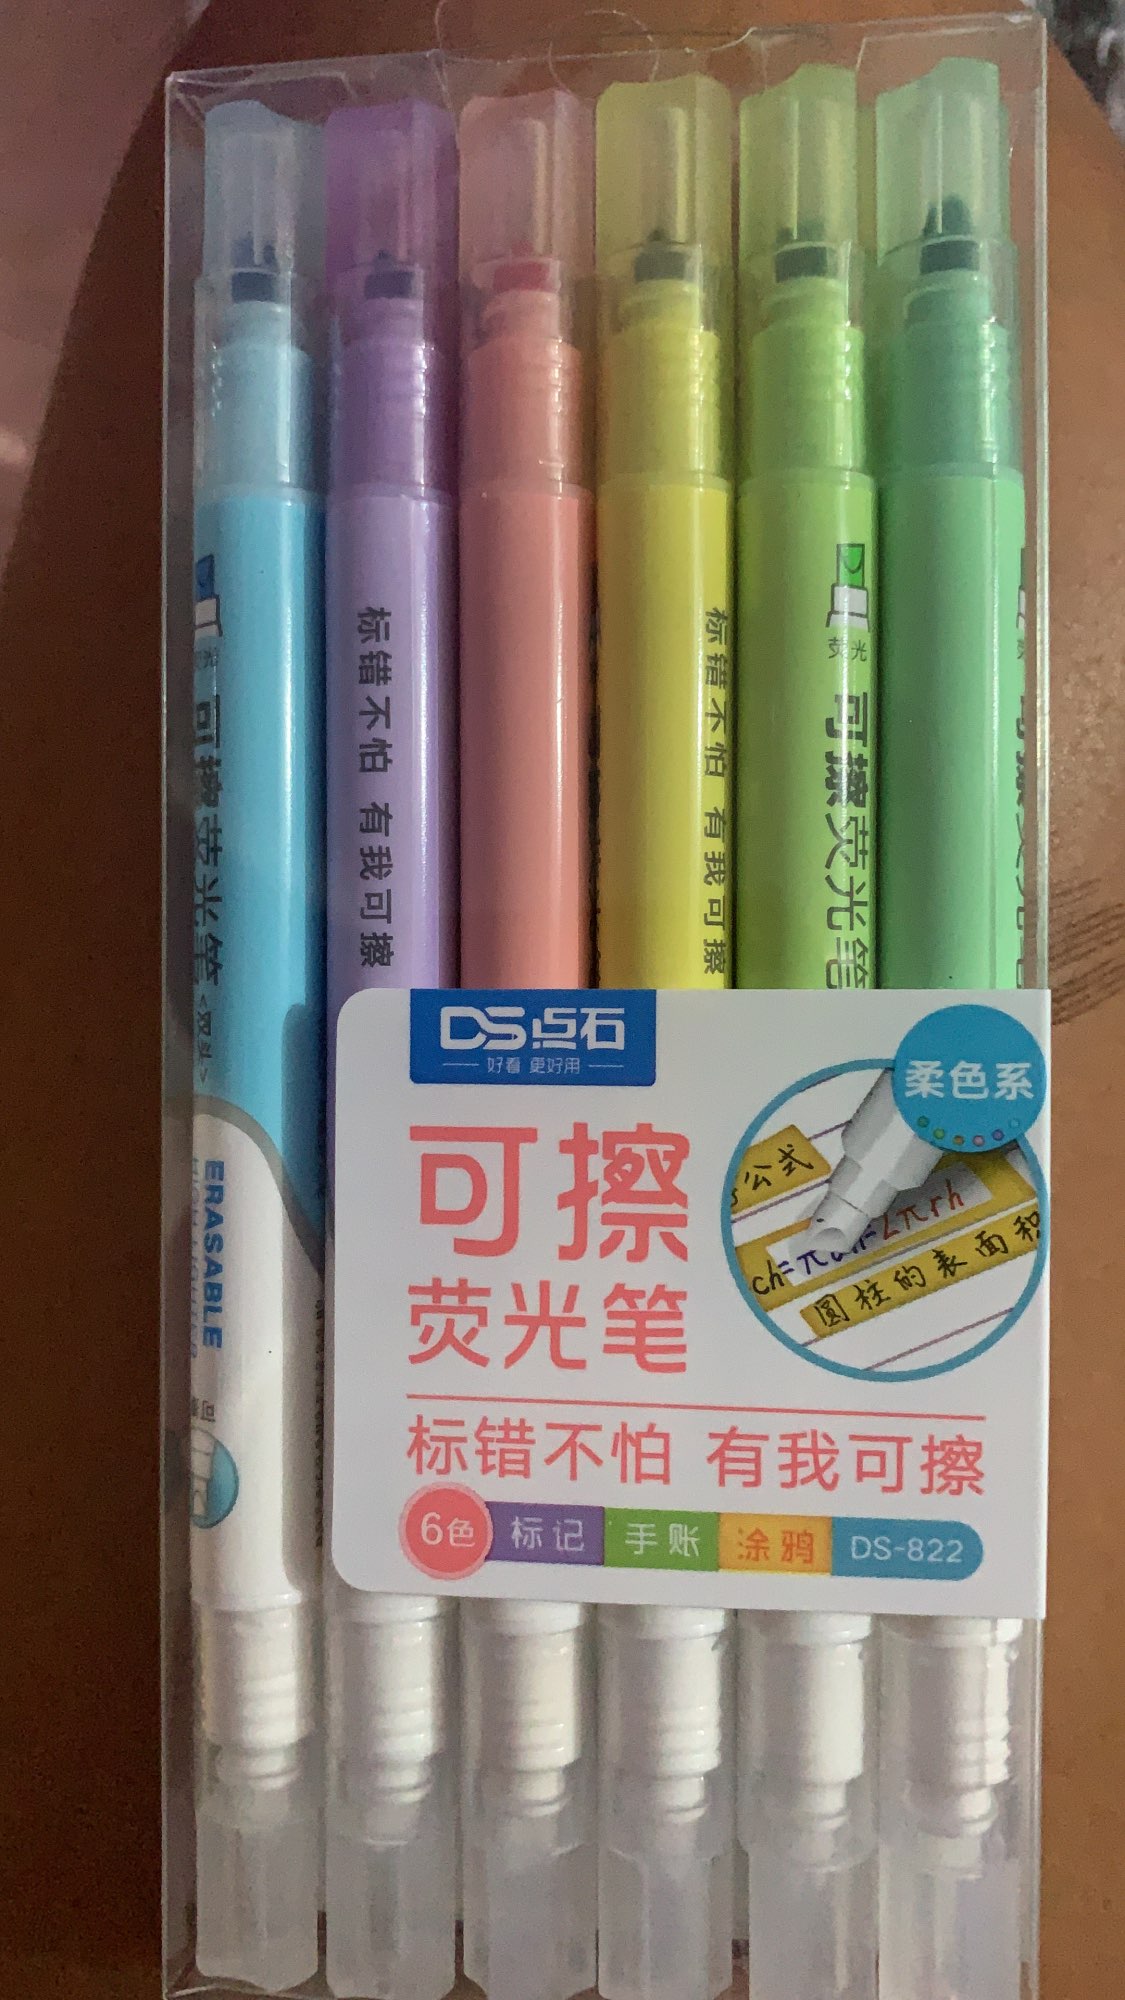 可擦荧光笔<双头>
ERASABLE
标错不怕 有我可擦
标错不怕 有我可擦
荧光
可擦荧光笔
DS点石
好看 更好用
柔色系
可擦
荧光笔
公式
圆柱的表面积
标错不怕 有我可擦
6色 标记 手账 涂鸦 DS-822